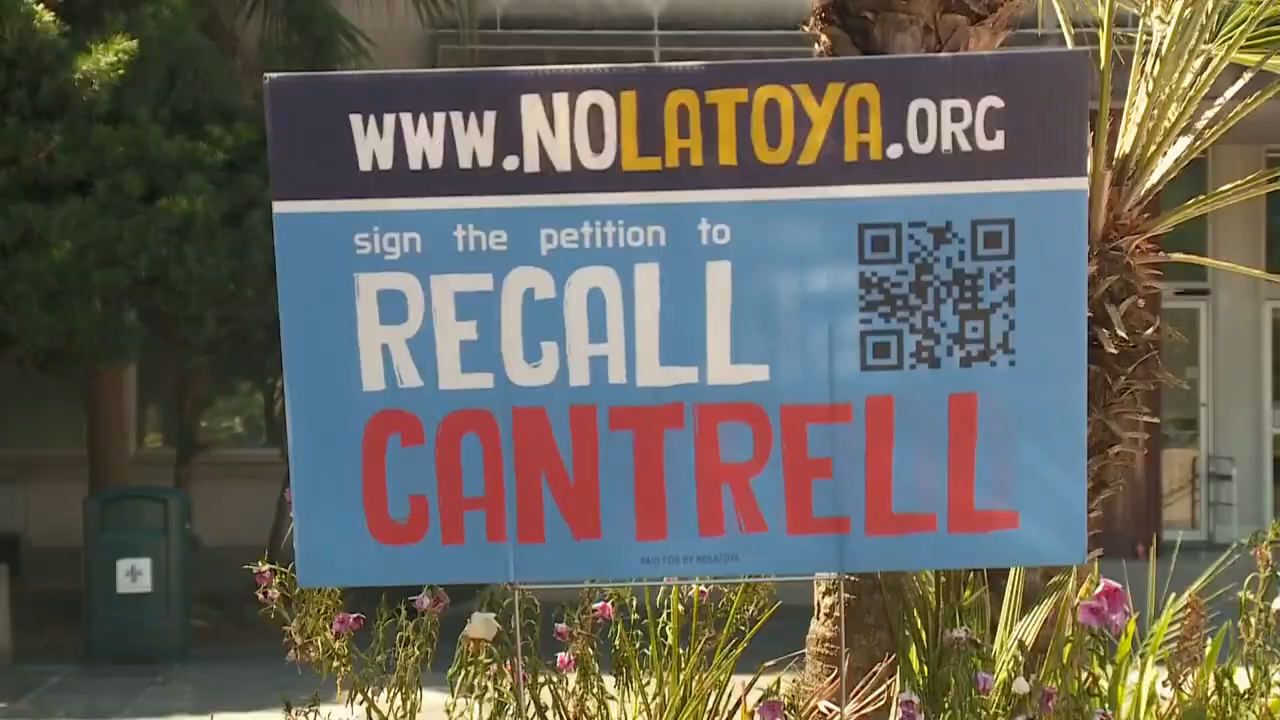 WWW.NOLATOYA.ORG
sign the petition to
RECALL
CANTRELL
PAID FOR BY NOLATOYA